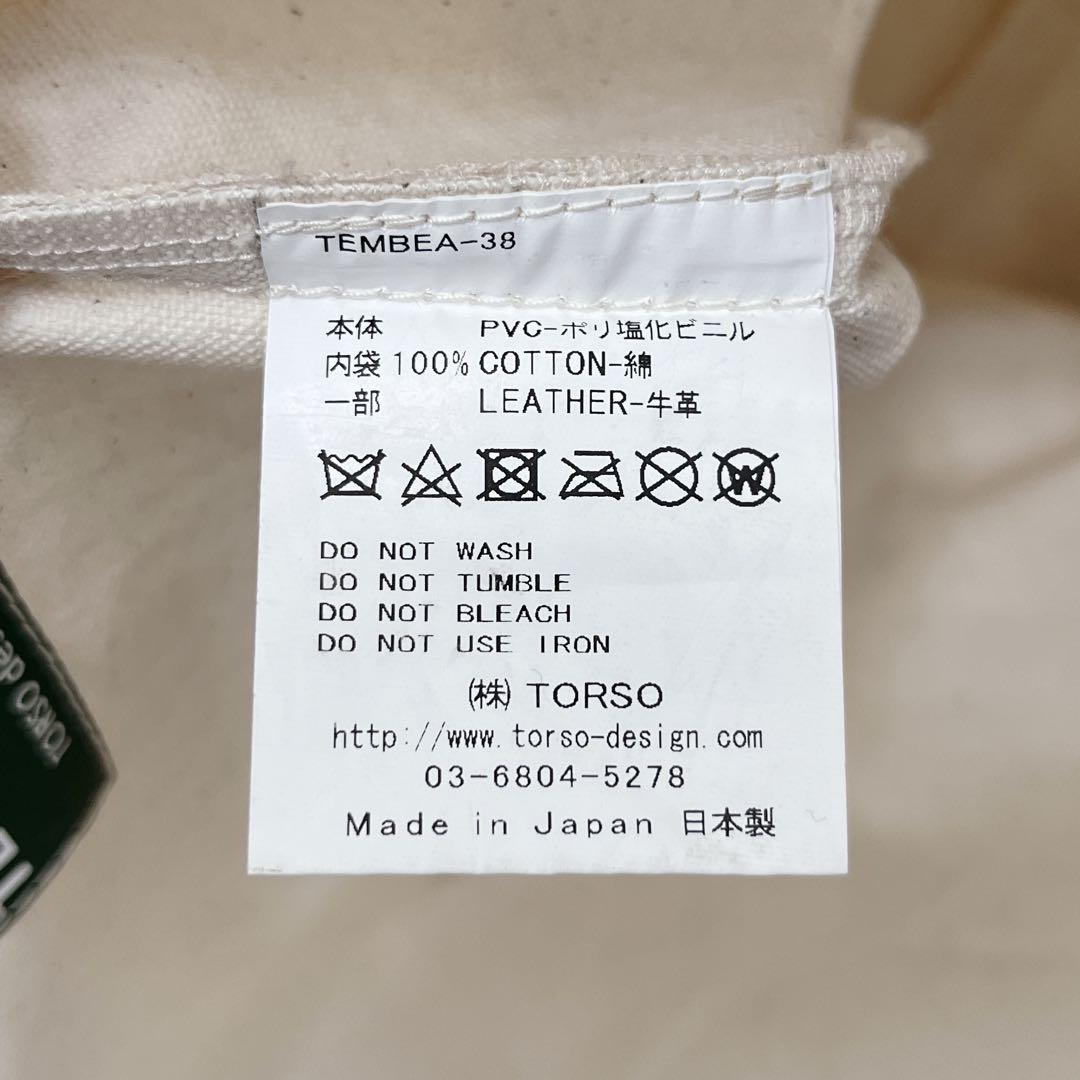 TEMBEA-38
本体 PVC-ポリ塩化ビニル
内袋 100% COTTON-綿
一部 LEATHER-牛革
W
DO NOT WASH
DO NOT TUMBLE
DO NOT BLEACH
DO NOT USE IRON
㈱ TORSO
http://www.torso-design.com
03-6804-5278
Made in Japan 日本製
TORSO